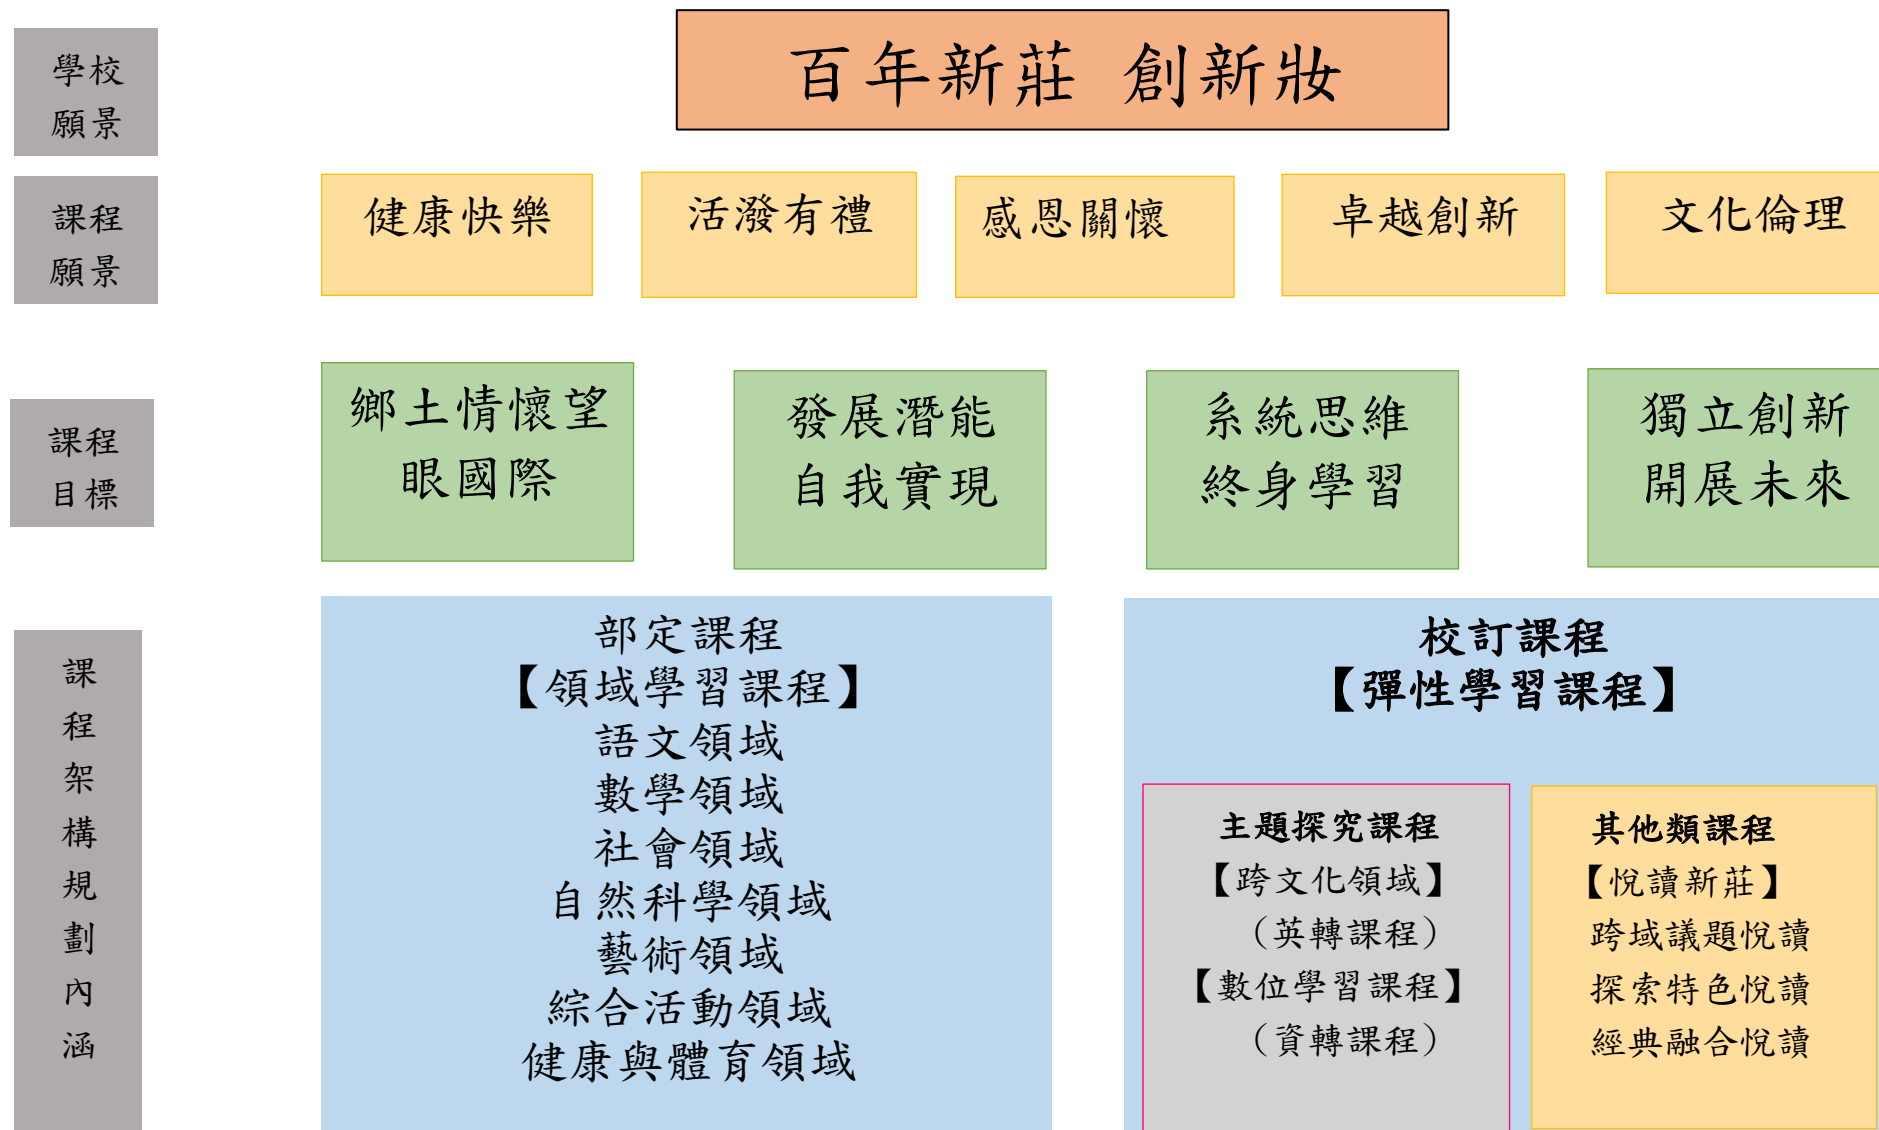 學校
願景
百年新莊 創新妝
課程
願景
健康快樂
活潑有禮
感恩關懷
卓越創新
文化倫理
課程
目標
鄉土情懷望
眼國際
發展潛能
自我實現
系統思維
終身學習
獨立創新
開展未來
課
程
架
構
規
劃
內
涵
部定課程
【領域學習課程】
語文領域
數學領域
社會領域
自然科學領域
藝術領域
綜合活動領域
健康與體育領域
校訂課程
【彈性學習課程】
主題探究課程
【跨文化領域】
（英轉課程）
【數位學習課程】
（資轉課程）
其他類課程
【悅讀新莊】
跨域議題悅讀
探索特色悅讀
經典融合悅讀